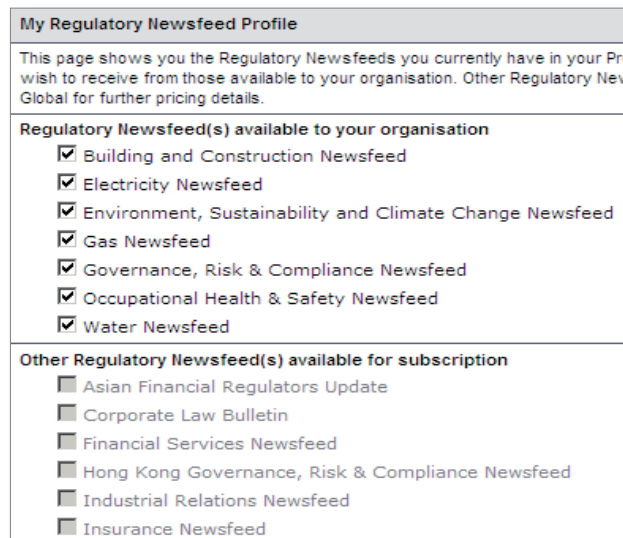 My Regulatory Newsfeed Profile
This page shows you the Regulatory Newsfeeds you currently have in your
wish to receive from those available to your organisation. Other Regulatory
Global for further pricing details.
Regulatory Newsfeed(s) available to your organisation
Building and Construction Newsfeed
Electricity Newsfeed
Environment, Sustainability and Climate Change Newsfeed
Gas Newsfeed
Governance, Risk & Compliance Newsfeed
Occupational Health & Safety Newsfeed
Water Newsfeed
Other Regulatory Newsfeed(s) available for subscription
Asian Financial Regulators Update
Corporate Law Bulletin
Financial Services Newsfeed
Hong Kong Governance, Risk & Compliance Newsfeed
Industrial Relations Newsfeed
Insurance Newsfeed